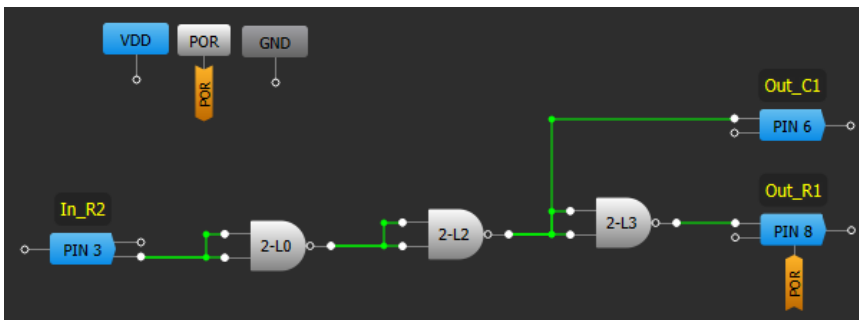 VDD
POR
GND
POR
Out_C1
PIN 6
In_R2
Out_R1
PIN 3
2-L0
2-L2
2-L3
PIN 8
POR